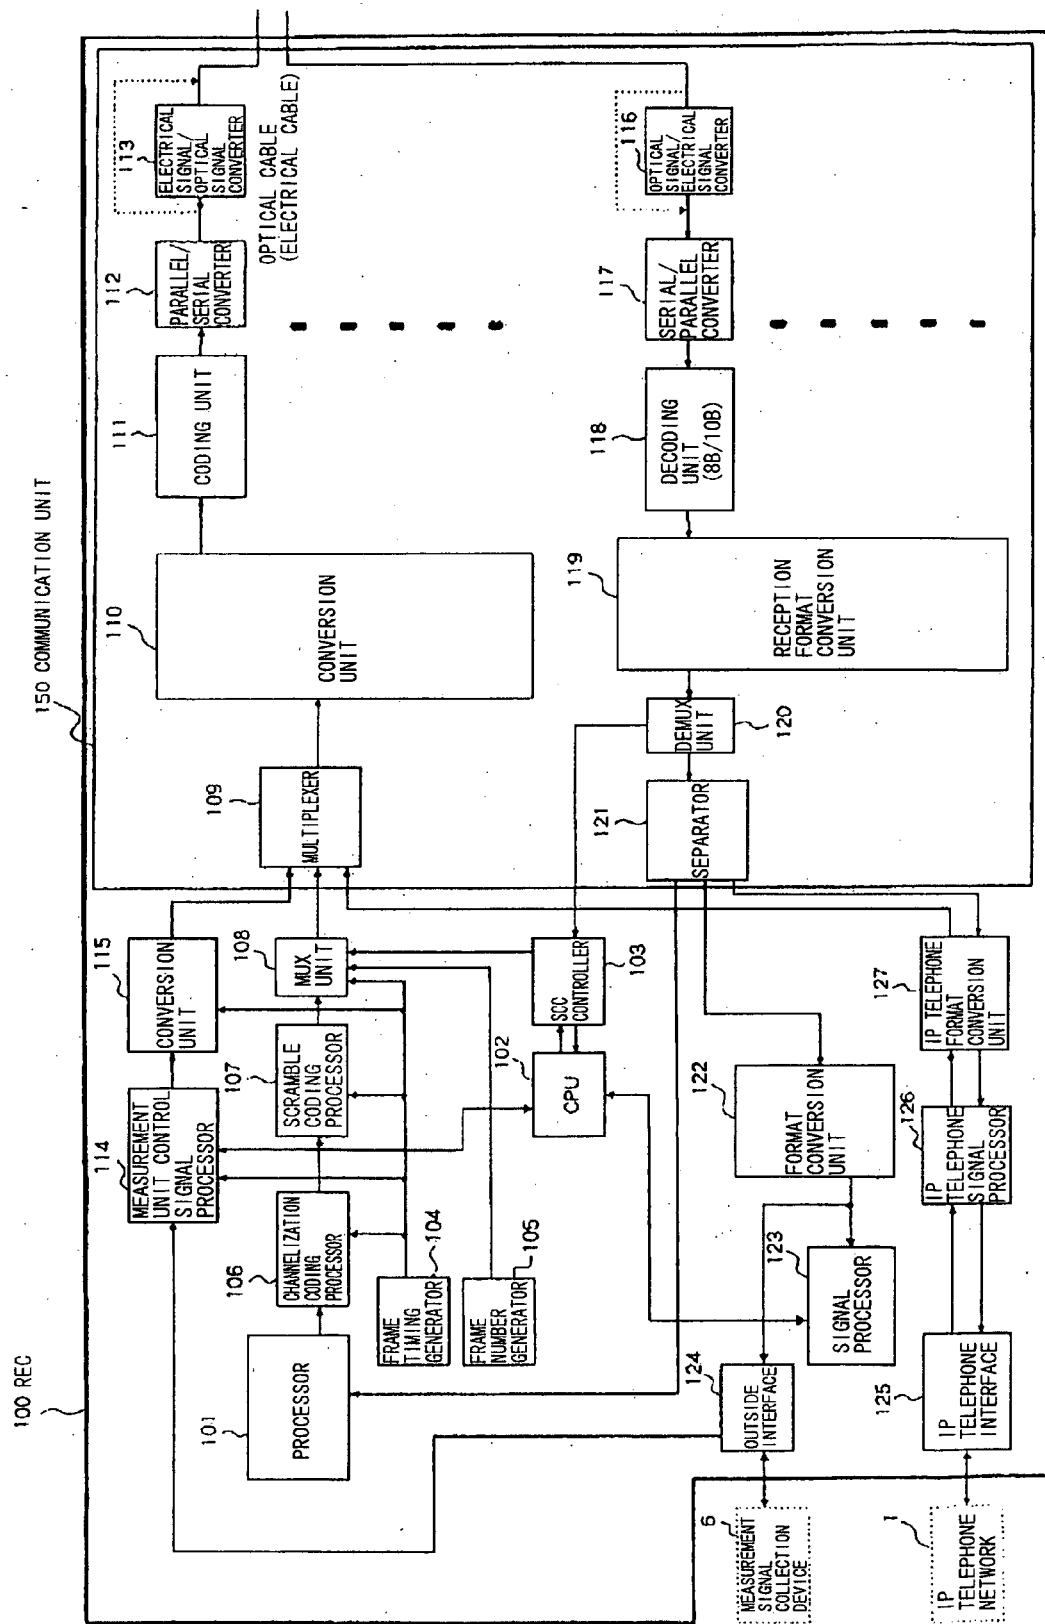 100 REC
150 COMMUNICATION UNIT
101
PROCESSOR
106
CHANNELIZATION
CODING
PROCESSOR
107
SCRAMBLE
CODING
PROCESSOR
108
MUX
UNIT
109
MULTIPLEXER
110
CONVERSION
UNIT
111
CODING UNIT
112
PARALLEL/
SERIAL
CONVERTER
113
ELECTRICAL
SIGNAL/
OPTICAL
SIGNAL
CONVERTER
OPTICAL CABLE
(ELECTRICAL CABLE)
114
MEASUREMENT
UNIT CONTROL
SIGNAL
PROCESSOR
115
CONVERSION
UNIT
FRAME
TIMING
GENERATOR
104
FRAME
NUMBER
GENERATOR
105
102
CPU
SCC
CONTROLLER
103
116
OPTICAL
SIGNAL/
ELECTRICAL
SIGNAL
CONVERTER
117
SERIAL/
PARALLEL
CONVERTER
118
DECODING
UNIT
(8B/10B)
119
RECEPTION
FORMAT
CONVERSION
UNIT
DEMUX
UNIT
120
121
SEPARATOR
122
FORMAT
CONVERSION
UNIT
123
SIGNAL
PROCESSOR
124
OUTSIDE
INTERFACE
125
IP
TELEPHONE
INTERFACE
126
IP
TELEPHONE
SIGNAL
PROCESSOR
127
IP TELEPHONE
FORMAT
CONVERSION
UNIT
6
MEASUREMENT
SIGNAL
COLLECTION
DEVICE
1
IP
TELEPHONE
NETWORK